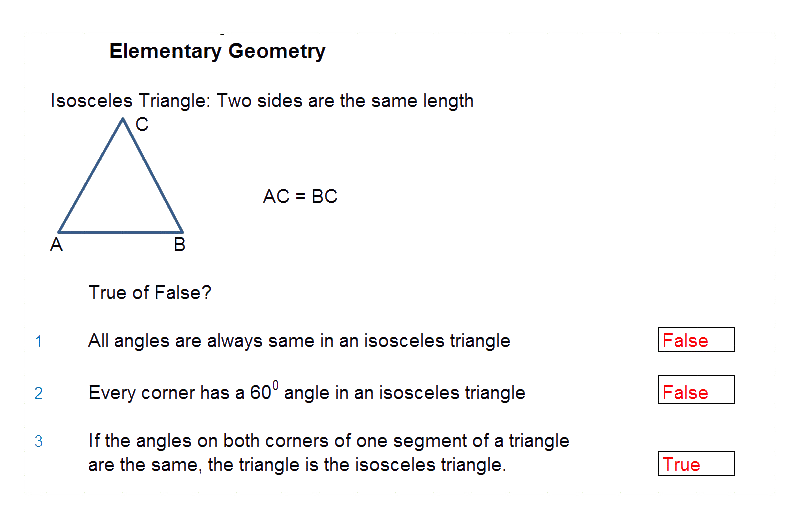 Elementary Geometry
Isosceles Triangle: Two sides are the same length
C
AC = BC
A
B
True of False?
1 All angles are always same in an isosceles triangle False
2 Every corner has a 60⁰ angle in an isosceles triangle False
3 If the angles on both corners of one segment of a triangle
are the same, the triangle is the isosceles triangle. True